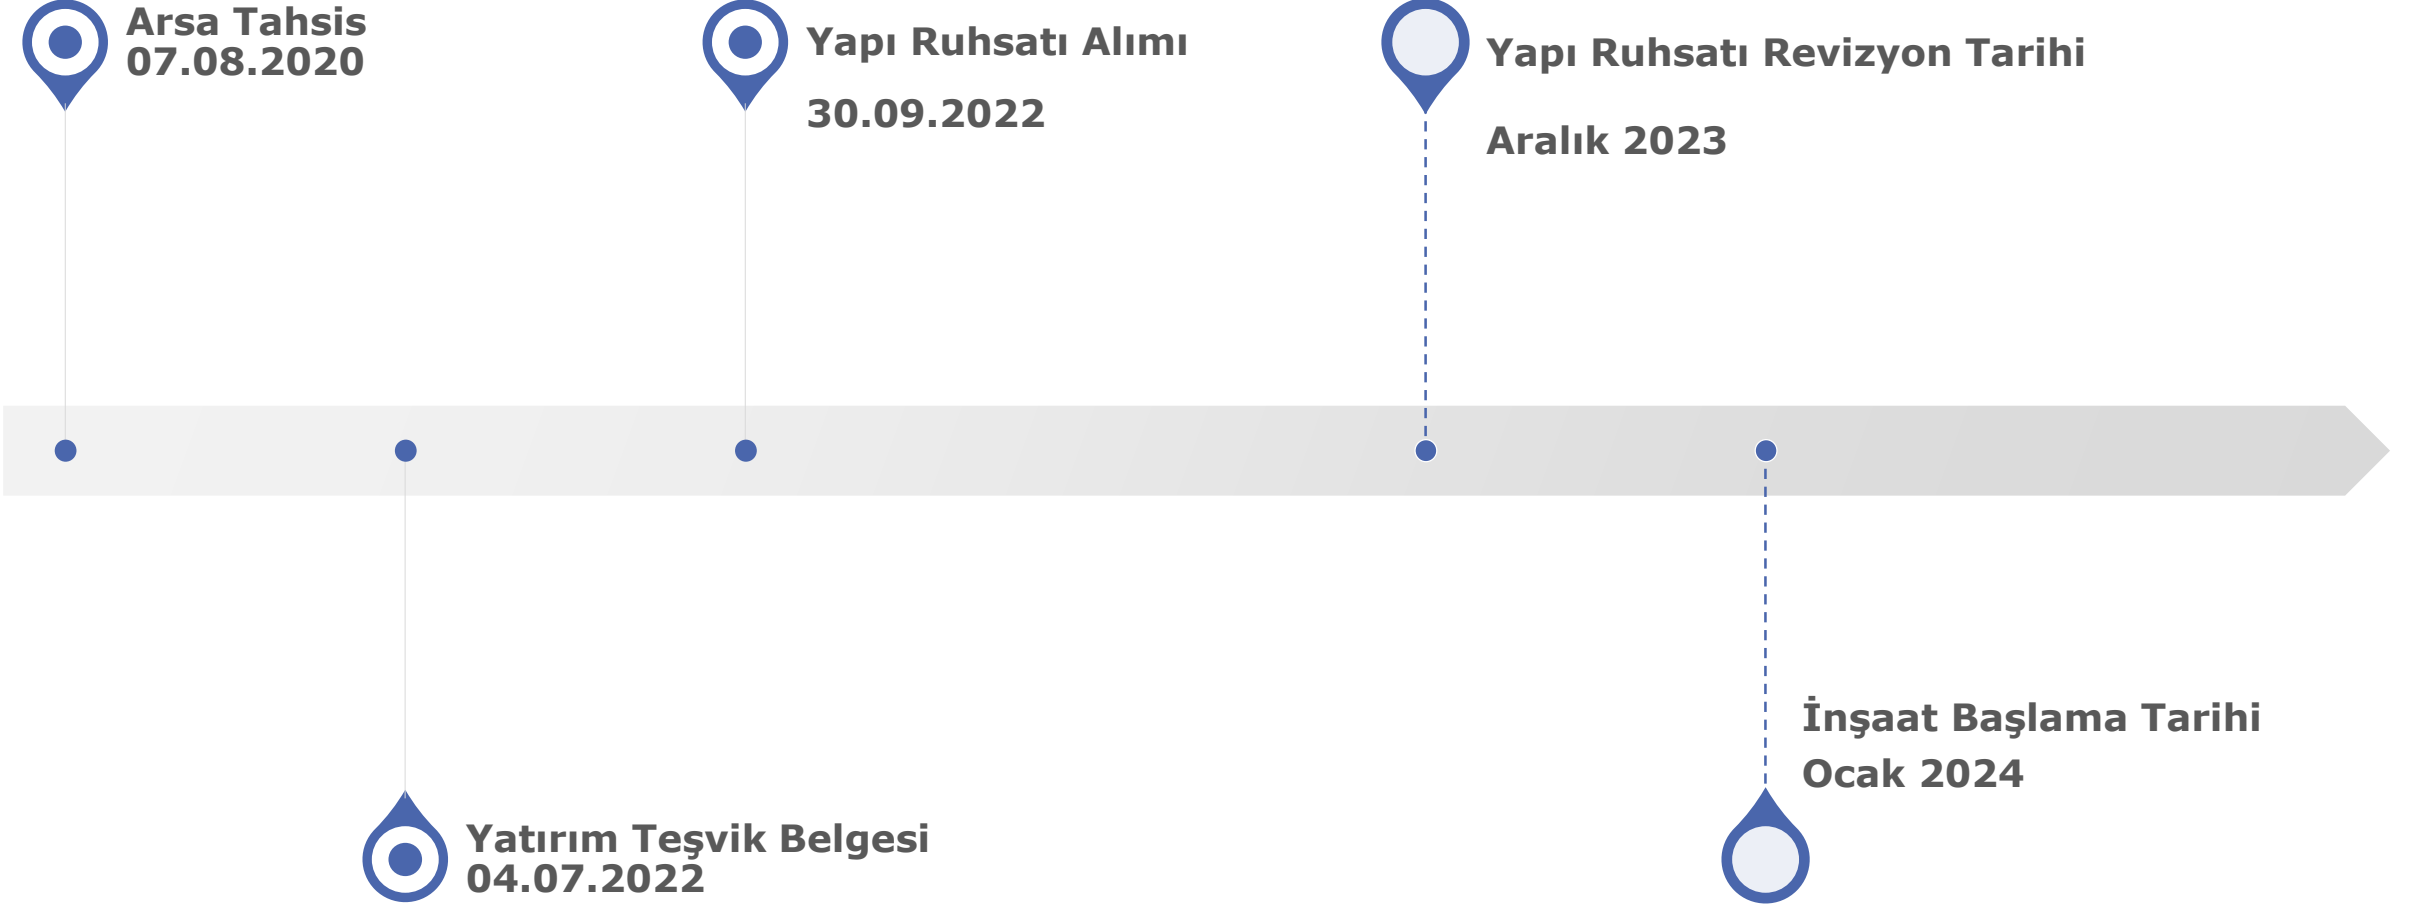 Arsa Tahsis
07.08.2020
Yapı Ruhsatı Alımı
30.09.2022
Yapı Ruhsatı Revizyon Tarihi
Aralık 2023
Yatırım Teşvik Belgesi
04.07.2022
İnşaat Başlama Tarihi
Ocak 2024